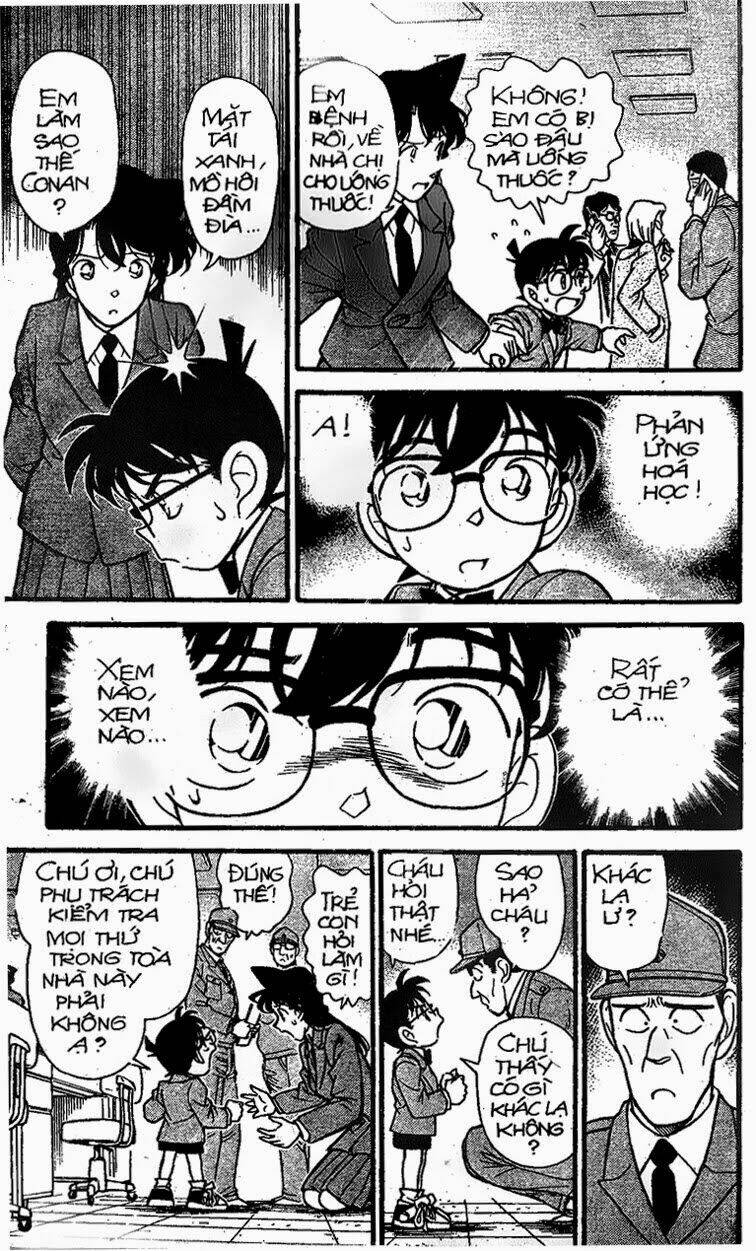 EM
LÀM
SAO
THẾ
CONAN
?
MẶT
TÁI
XANH,
MỒ HÔI
ĐẦM
ĐÌA...
EM
BỆNH
RỒI, VỀ
NHÀ CHỊ
CHO UỐNG
THUỐC!
KHÔNG!
EM CÓ BỊ
SAO ĐÂU
MÀ UỐNG
THUỐC?
A!
PHẢN
ỨNG
HOÁ
HỌC!
XEM
NÀO,
XEM
NÀO...
RẤT
CÓ THỂ
LÀ...
CHÚ ƠI, CHÚ
PHỤ TRÁCH
KIỂM TRA
MỌI THỨ
TRONG TOÀ
NHÀ NÀY
PHẢI
KHÔNG
Ạ?
ĐÚNG
THẾ!
TRẺ
CON
HỎI
LÀM
GÌ!
CHÁU
HỎI
THẬT
NHÉ...
SAO
HẢ
CHÁU
?
CHÚ
THẤY
CÓ GÌ
KHÁC LẠ
KHÔNG
?
KHÁC
LẠ
Ư?